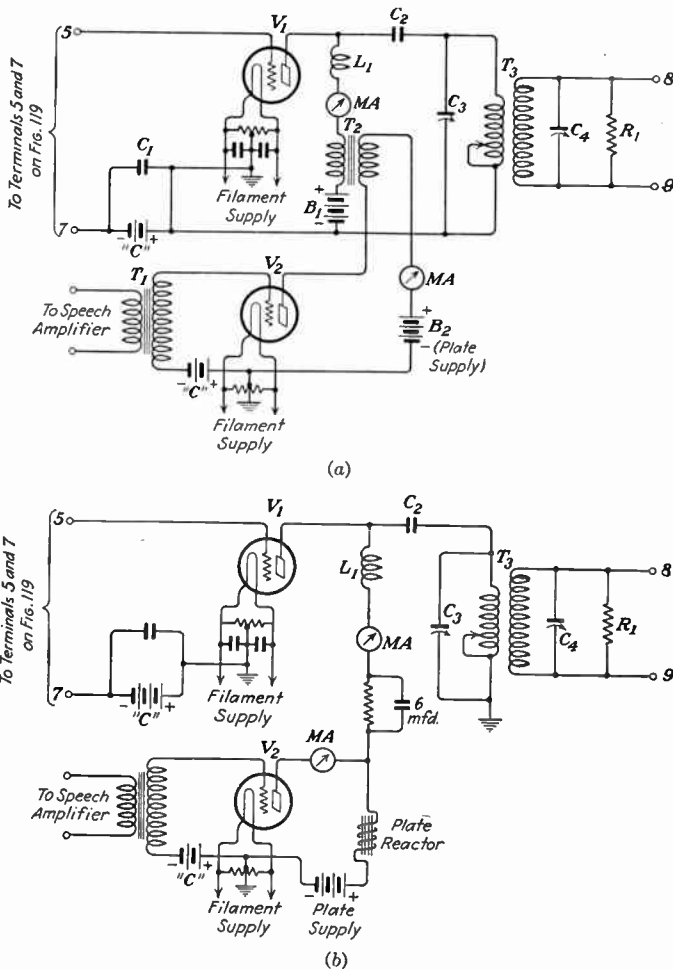 To Terminals 5 and 7
on FIG. 119
5
V1
C2
L1
MA
T2
C3
T3
C4
R1
8
9
C1
7
- "C" +
Filament
Supply
+
B1
-
T1
V2
MA
To Speech
Amplifier
+
B2
- (Plate
Supply)
- "C" +
Filament
Supply
(a)
To Terminals 5 and 7
on FIG. 119
5
V1
C2
L1
T3
C3
C4
R1
8
9
MA
7
- "C" +
Filament
Supply
6
mfd.
V2
MA
To Speech
Amplifier
Plate
Reactor
- "C" +
- +
Filament
Supply
Plate
Supply
(b)